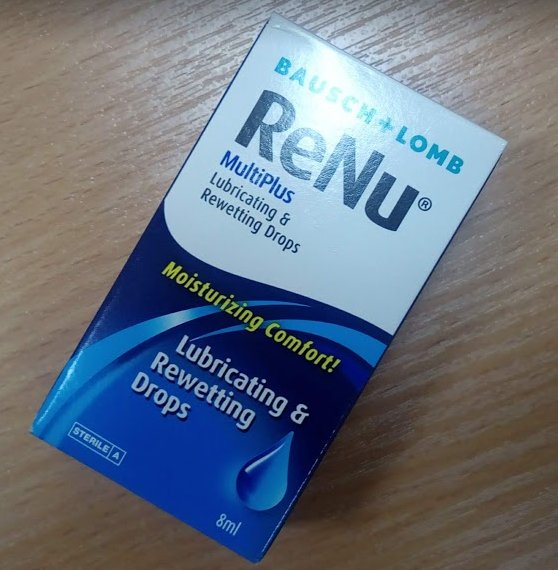 BAUSCH + LOMB
ReNu®
MultiPlus
Lubricating &
Rewetting Drops
Moisturizing Comfort!
Lubricating &
Rewetting
Drops
STERILE A
8ml